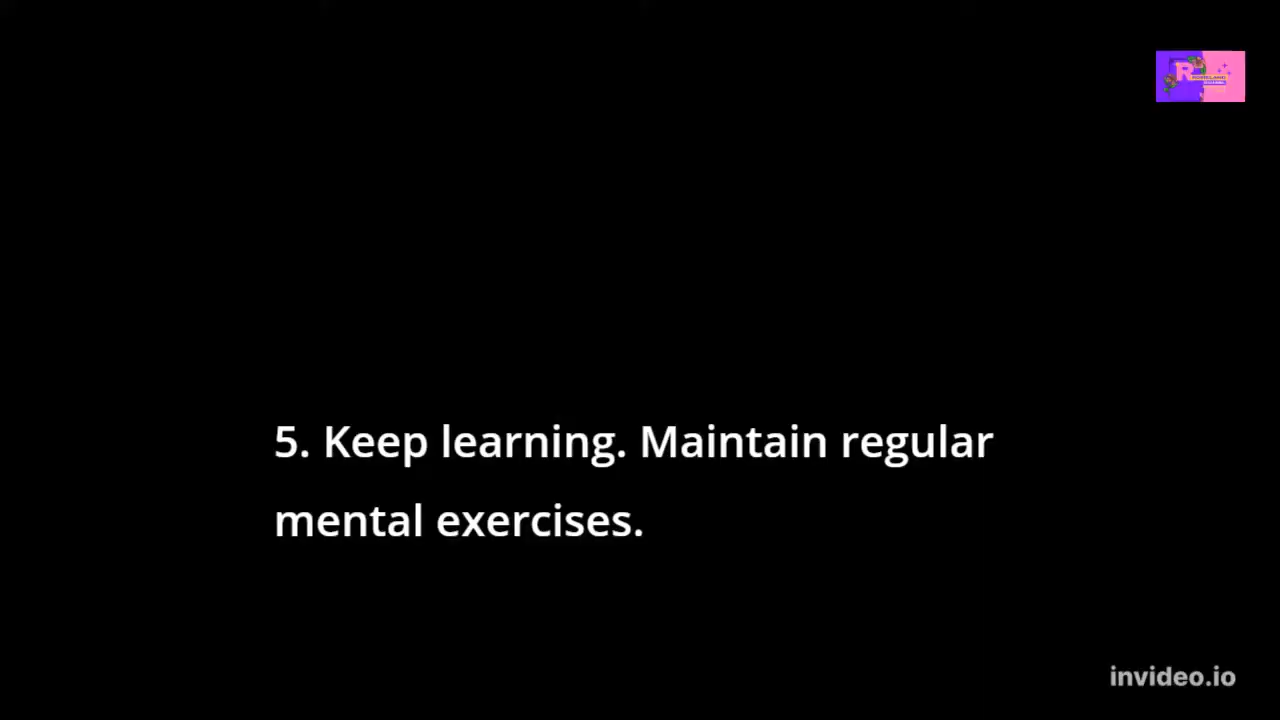 R
5. Keep learning. Maintain regular
mental exercises.
invideo.io